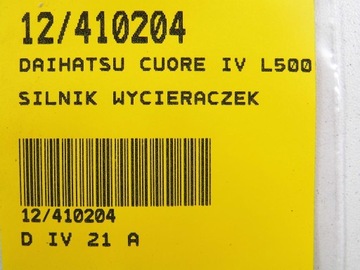 12/410204
DAIHATSU CUORE IV L500
SILNIK WYCIERACZEK
12/410204
D IV 21 A